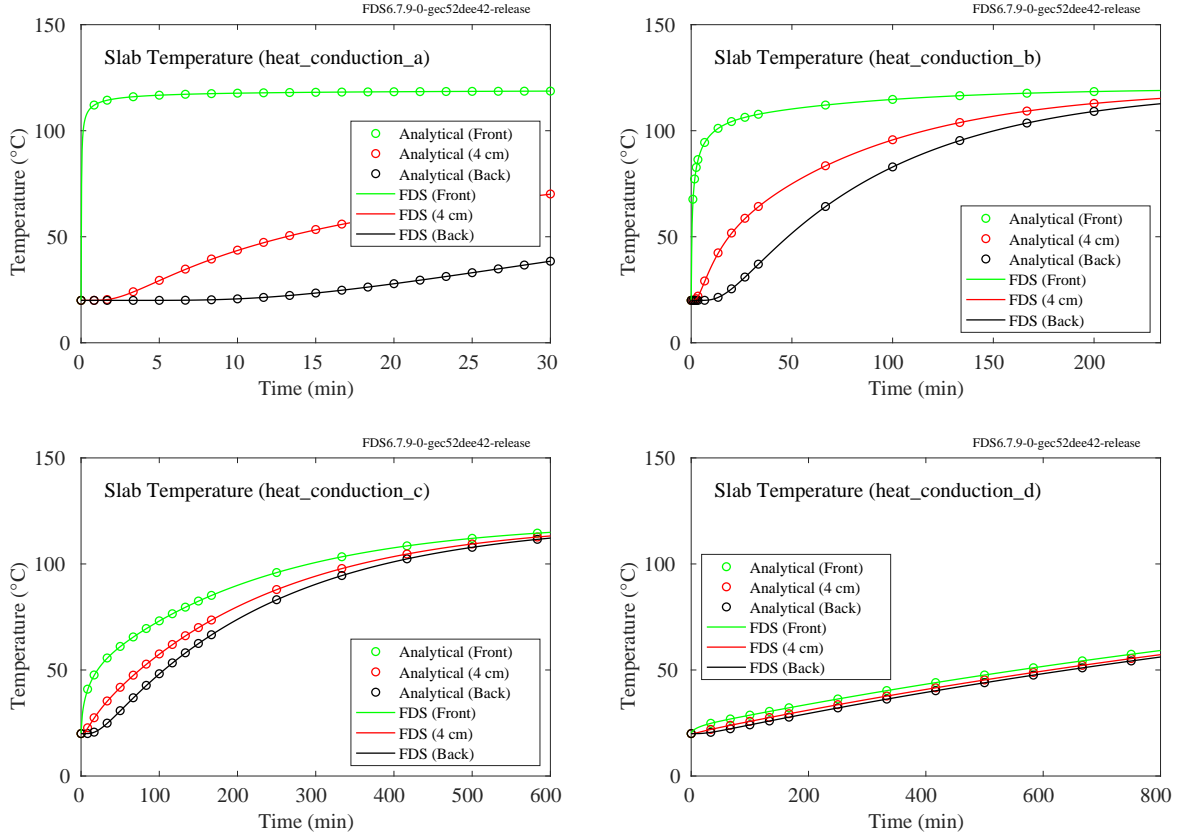 FDS6.7.9-0-gec52dee42-release
Slab Temperature (heat_conduction_a)
Temperature (°C)
150
100
50
0
Analytical (Front)
Analytical (4 cm)
Analytical (Back)
FDS (Front)
FDS (4 cm)
FDS (Back)
0 5 10 15 20 25 30
Time (min)
FDS6.7.9-0-gec52dee42-release
Slab Temperature (heat_conduction_b)
Temperature (°C)
150
100
50
0
Analytical (Front)
Analytical (4 cm)
Analytical (Back)
FDS (Front)
FDS (4 cm)
FDS (Back)
0 50 100 150 200
Time (min)
FDS6.7.9-0-gec52dee42-release
Slab Temperature (heat_conduction_c)
Temperature (°C)
150
100
50
0
Analytical (Front)
Analytical (4 cm)
Analytical (Back)
FDS (Front)
FDS (4 cm)
FDS (Back)
0 100 200 300 400 500 600
Time (min)
FDS6.7.9-0-gec52dee42-release
Slab Temperature (heat_conduction_d)
Temperature (°C)
150
100
50
0
Analytical (Front)
Analytical (4 cm)
Analytical (Back)
FDS (Front)
FDS (4 cm)
FDS (Back)
0 200 400 600 800
Time (min)